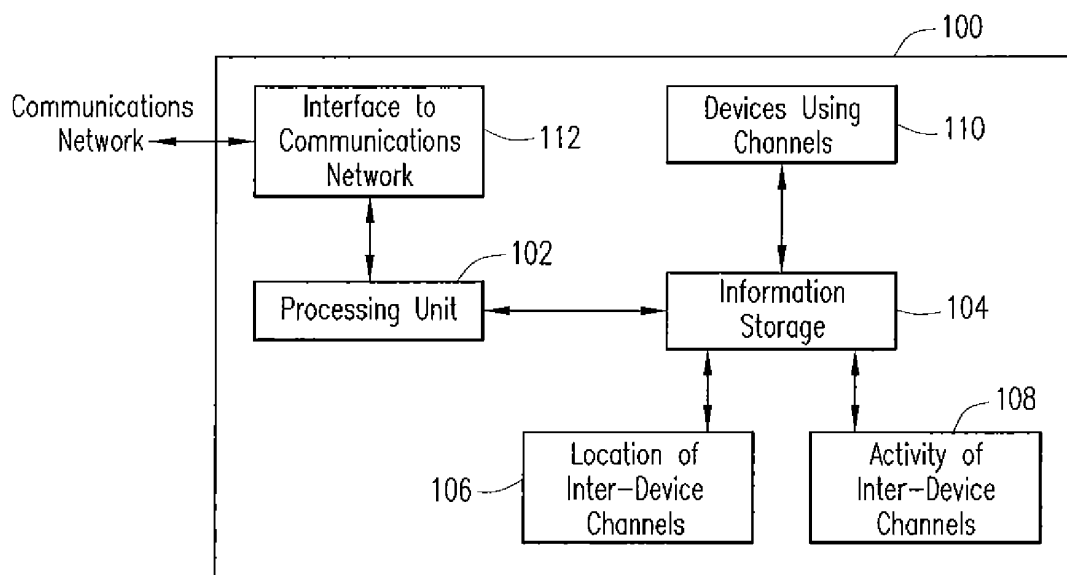 100
Communications
Network
Interface to
Communications
Network
112
Devices Using
Channels
110
102
Processing Unit
Information
Storage
104
108
106
Location of
Inter-Device
Channels
Activity of
Inter-Device
Channels